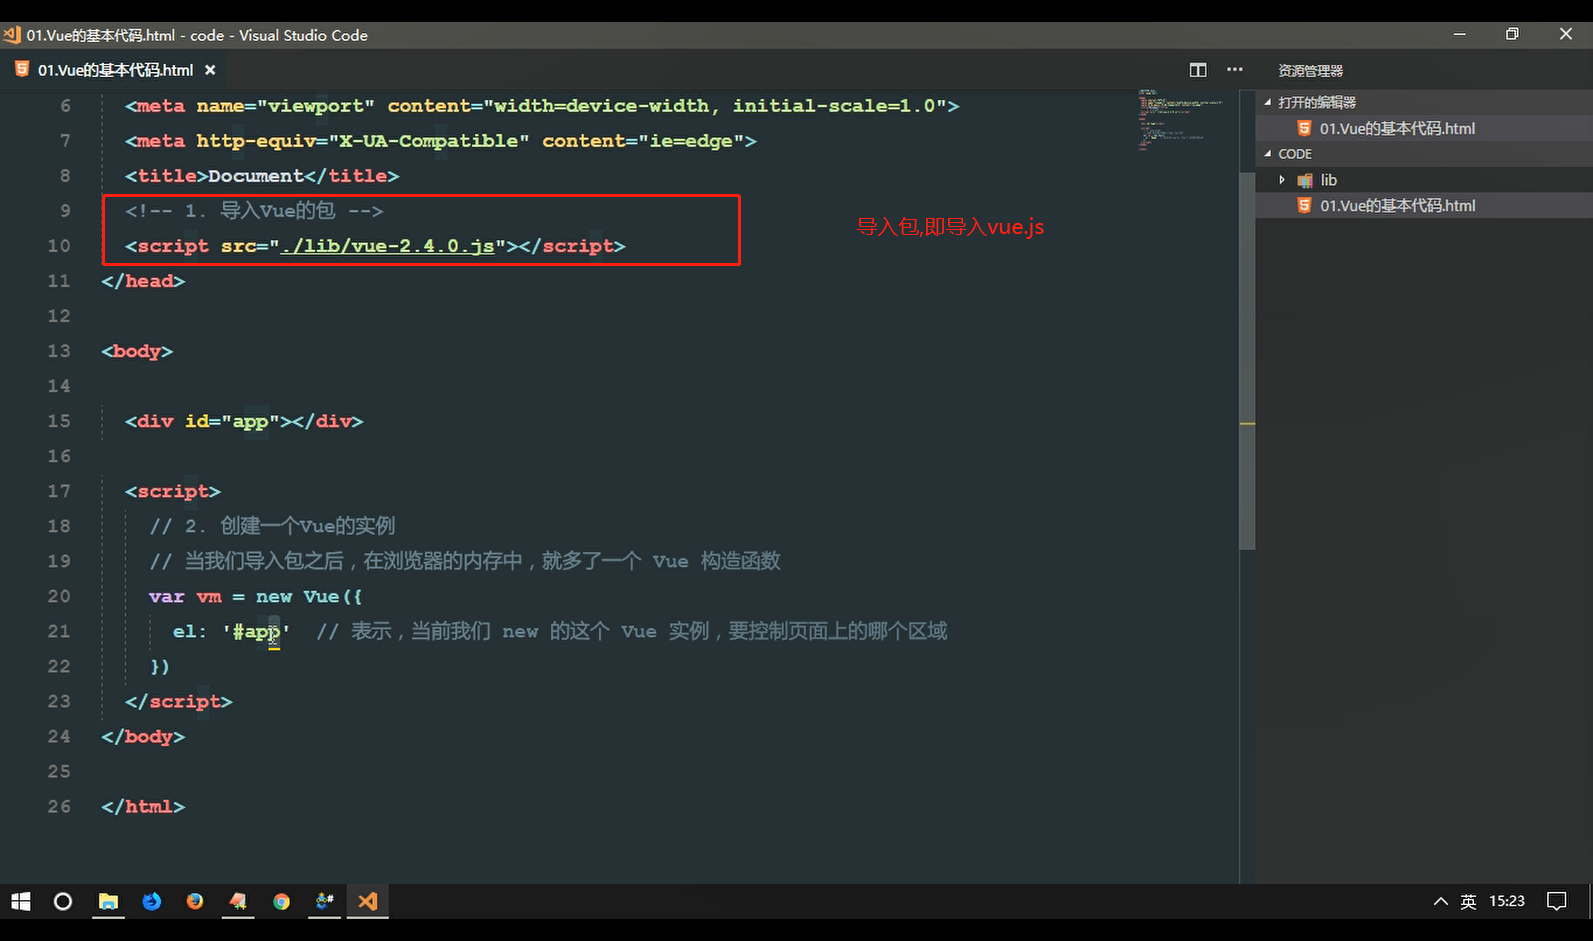 01.Vue的基本代码.html - code - Visual Studio Code
01.Vue的基本代码.html
资源管理器
打开的编辑器
01.Vue的基本代码.html
CODE
lib
01.Vue的基本代码.html
6 <meta name="viewport" content="width=device-width, initial-scale=1.0">
7 <meta http-equiv="X-UA-Compatible" content="ie=edge">
8 <title>Document</title>
9 <!-- 1. 导入Vue的包 -->
导入包,即导入vue.js
10 <script src="./lib/vue-2.4.0.js"></script>
11 </head>
12
13 <body>
14
15 <div id="app"></div>
16
17 <script>
18 // 2. 创建一个Vue的实例
19 // 当我们导入包之后，在浏览器的内存中，就多了一个 Vue 构造函数
20 var vm = new Vue({
21 el: '#app' // 表示，当前我们 new 的这个 Vue 实例，要控制页面上的哪个区域
22 })
23 </script>
24 </body>
25
26 </html>
英 15:23